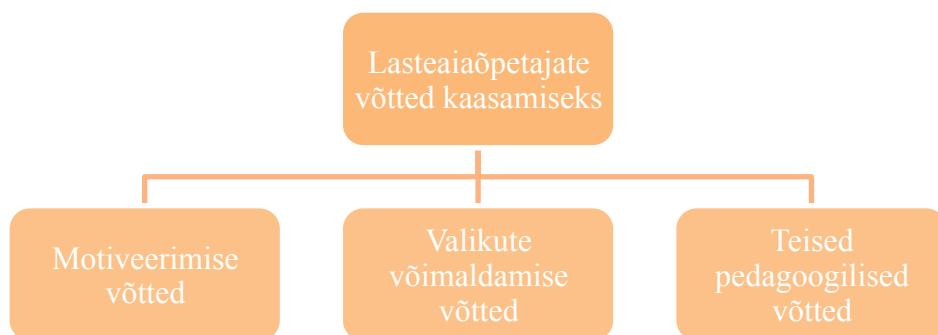 Lasteaiaõpetajate
võtted kaasamiseks
Motiveerimise
võtted
Valikute
võimaldamise
võtted
Teised
pedagoogilised
võtted